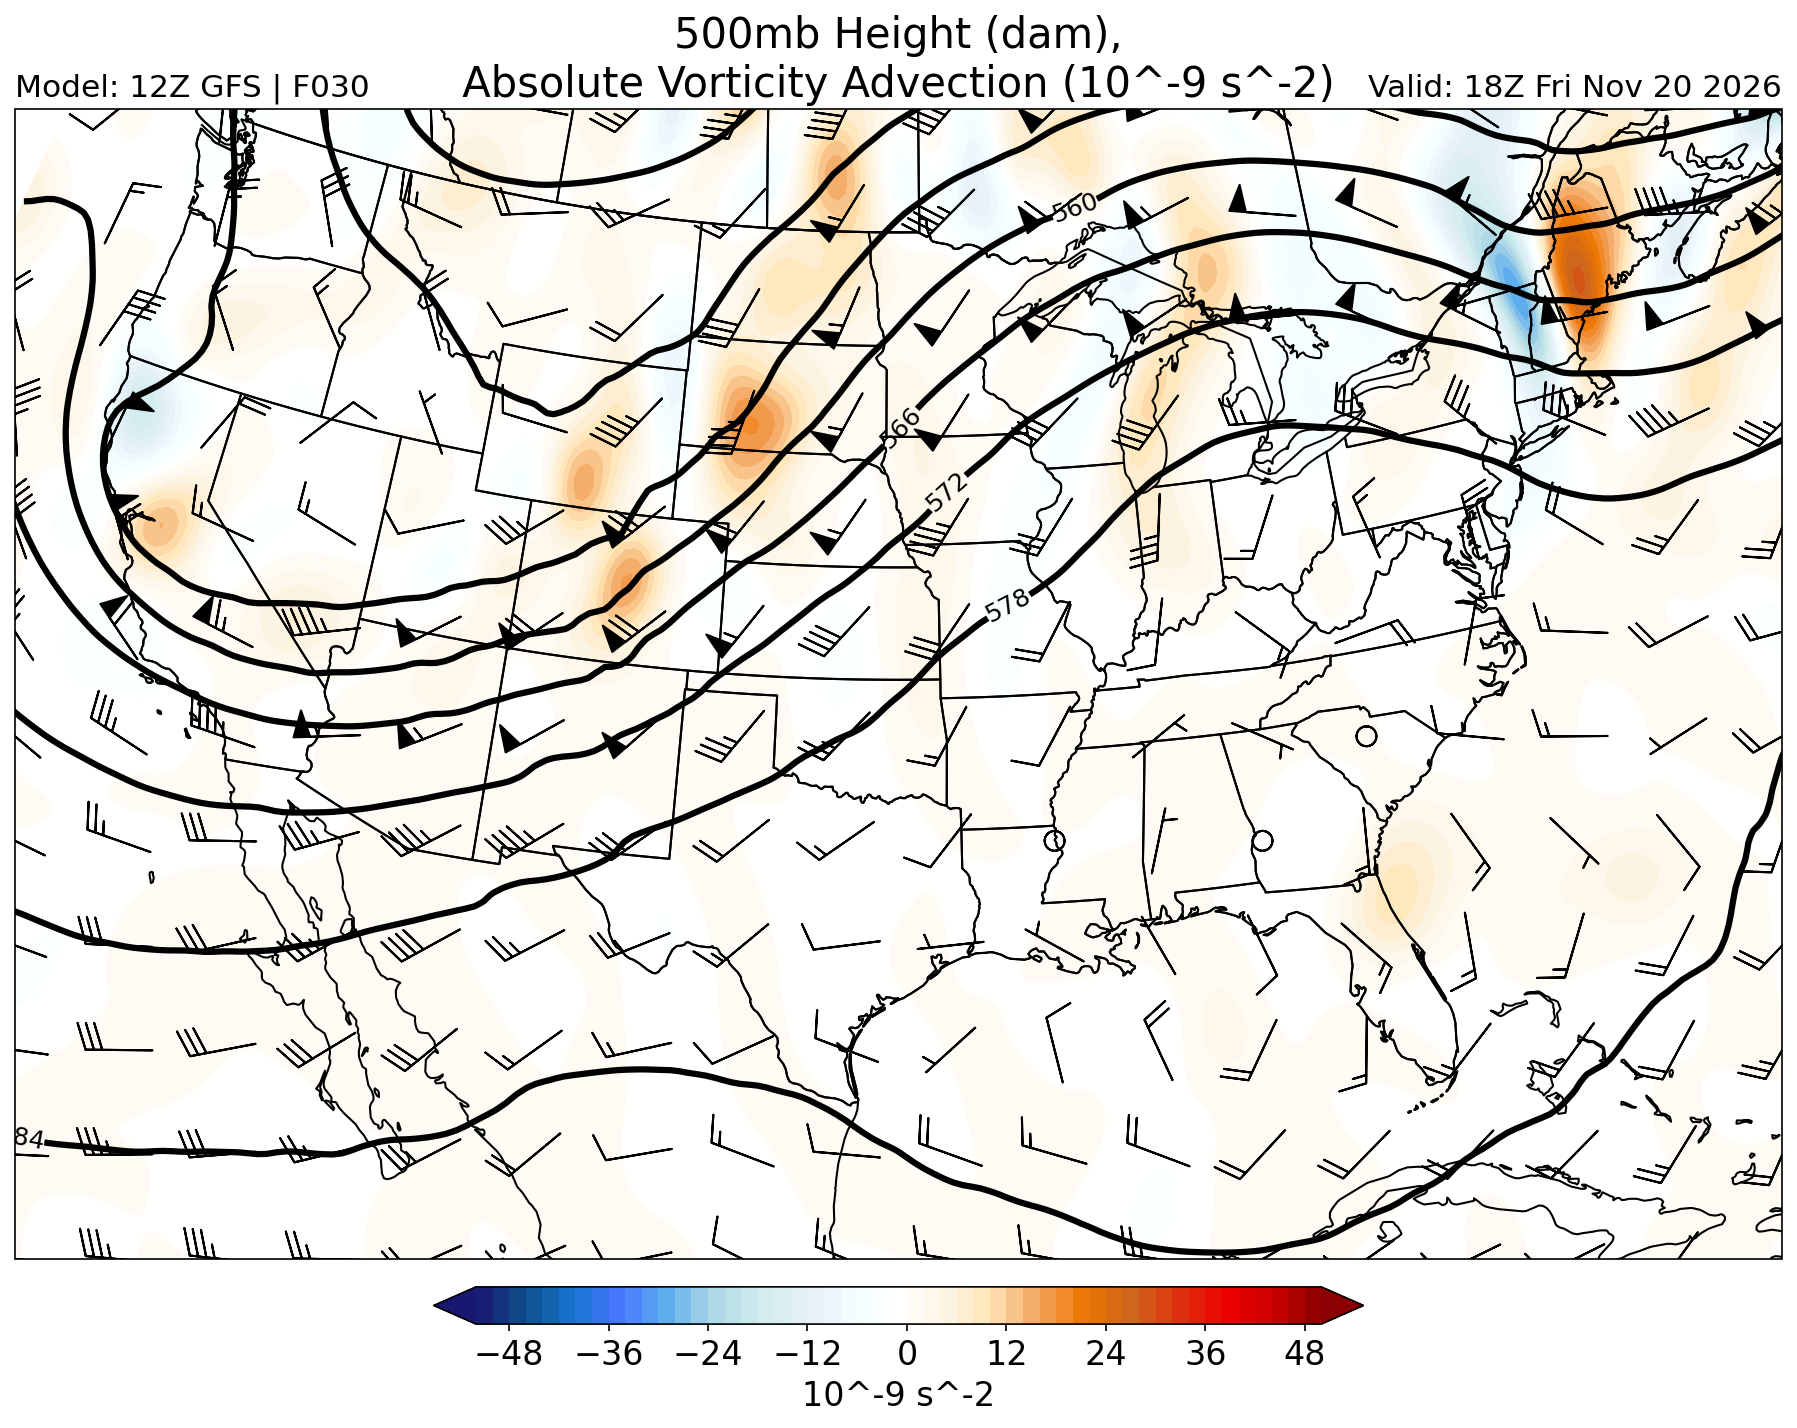 500mb Height (dam),
Model: 12Z GFS | F030
Absolute Vorticity Advection (10^-9 s^-2)
Valid: 18Z Fri Nov 20 2026
560
566
572
578
84
−48 −36 −24 −12 0 12 24 36 48
10^-9 s^-2